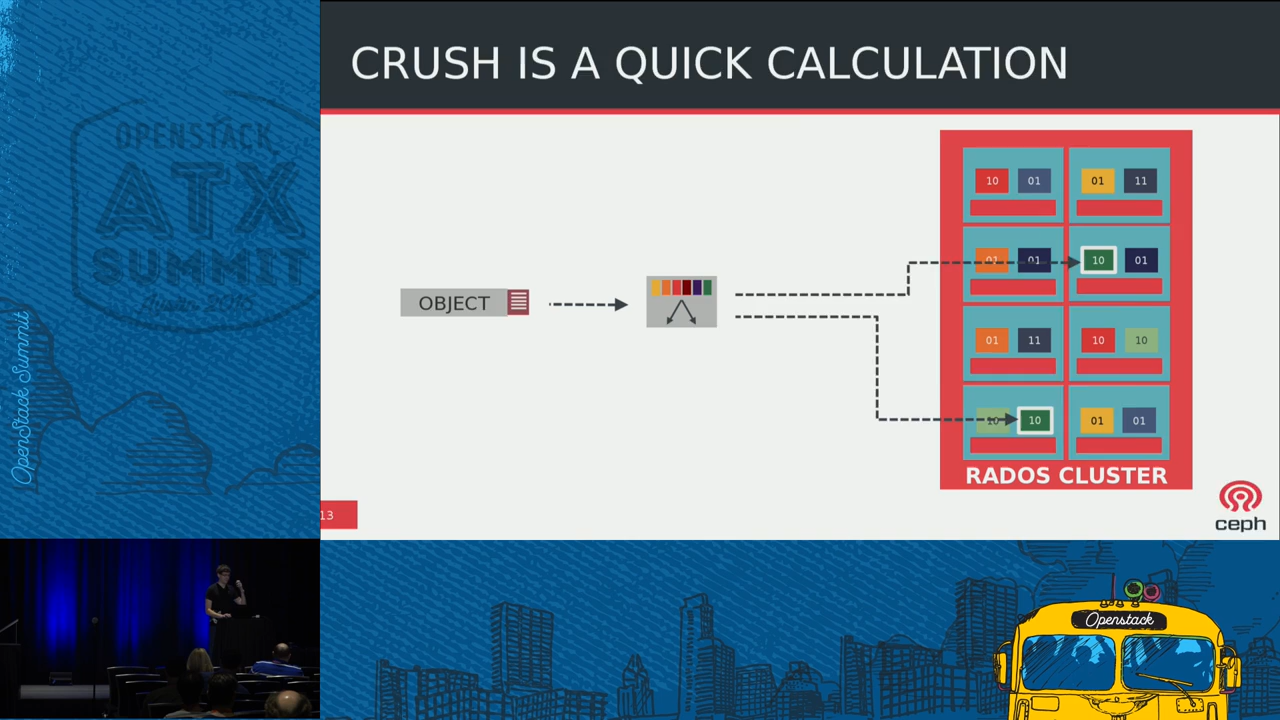 CRUSH IS A QUICK CALCULATION
OPENSTACK
ATX
SUMMIT
Austin
OpenStack Summit
OBJECT
10 01 01 11
01 01 10 01
01 11 10 10
10 10 01 01
RADOS CLUSTER
ceph
13
Openstack